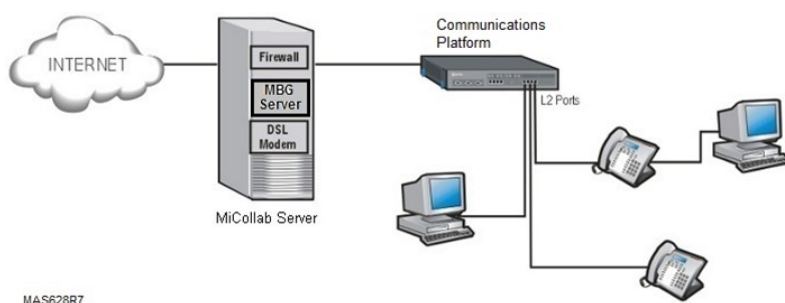 Communications
Platform
INTERNET
Firewall
MBG
Server
DSL
Modem
L2 Ports
MiCollab Server
MAS628R7